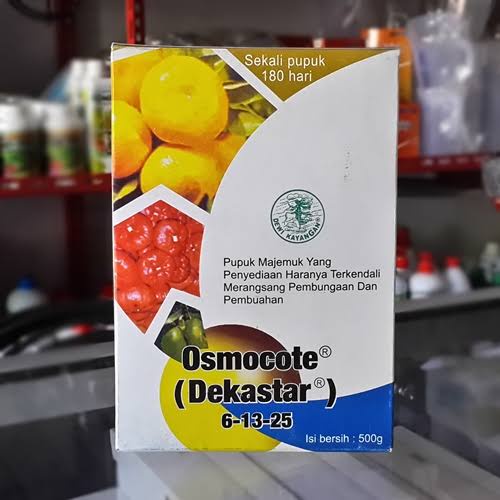 Sekali pupuk
180 hari
DEWI KAYANGAN
Pupuk Majemuk Yang
Penyediaan Haranya Terkendali
Merangsang Pembungaan Dan
Pembuahan
Osmocote®
(Dekastar®)
6-13-25
Isi bersih : 500g